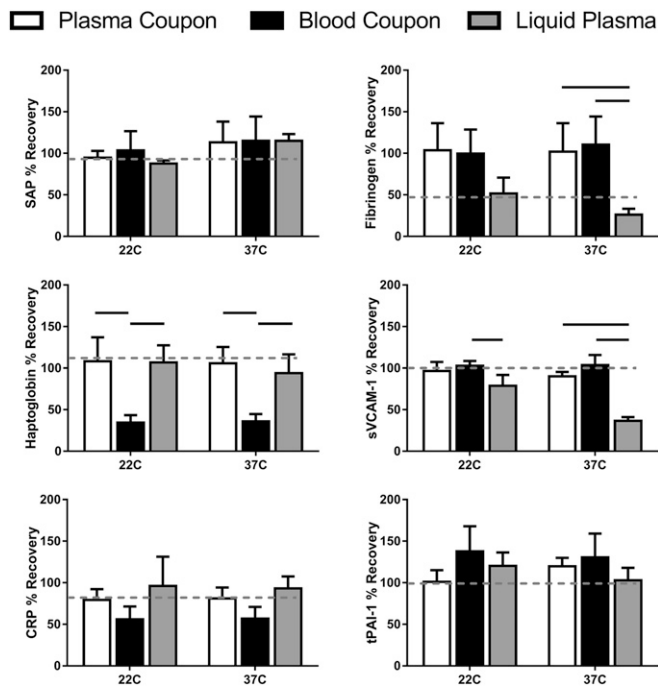 Plasma Coupon Blood Coupon Liquid Plasma
SAP % Recovery
200
150
100
50
0
22C 37C
Fibrinogen % Recovery
200
150
100
50
0
22C 37C
Haptoglobin % Recovery
200
150
100
50
0
22C 37C
sVCAM-1 % Recovery
200
150
100
50
0
22C 37C
CRP % Recovery
200
150
100
50
0
22C 37C
tPAI-1 % Recovery
200
150
100
50
0
22C 37C